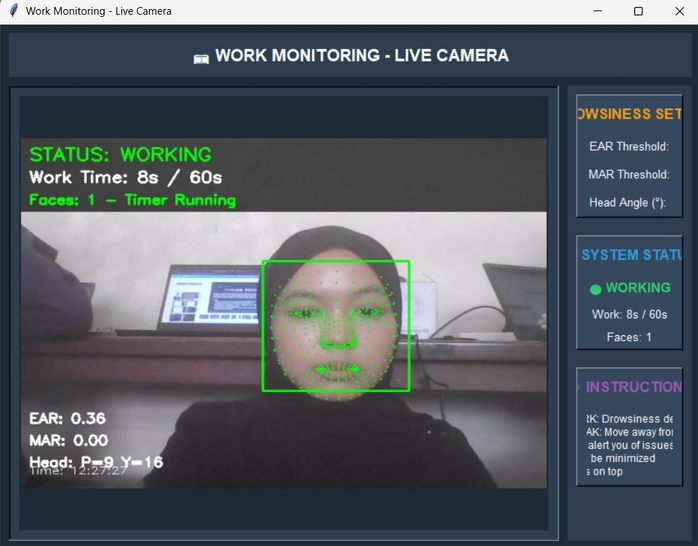 Work Monitoring - Live Camera
WORK MONITORING - LIVE CAMERA
STATUS: WORKING
Work Time: 8s / 60s
Faces: 1 - Timer Running
EAR: 0.36
MAR: 0.00
Head: P=9 Y=16
Time: 12:27:27
OWSINESS SET
EAR Threshold:
MAR Threshold:
Head Angle (°):
SYSTEM STATU
WORKING
Work: 8s / 60s
Faces: 1
INSTRUCTION
RK: Drowsiness de
AK: Move away from
alert you of issues
be minimized
s on top